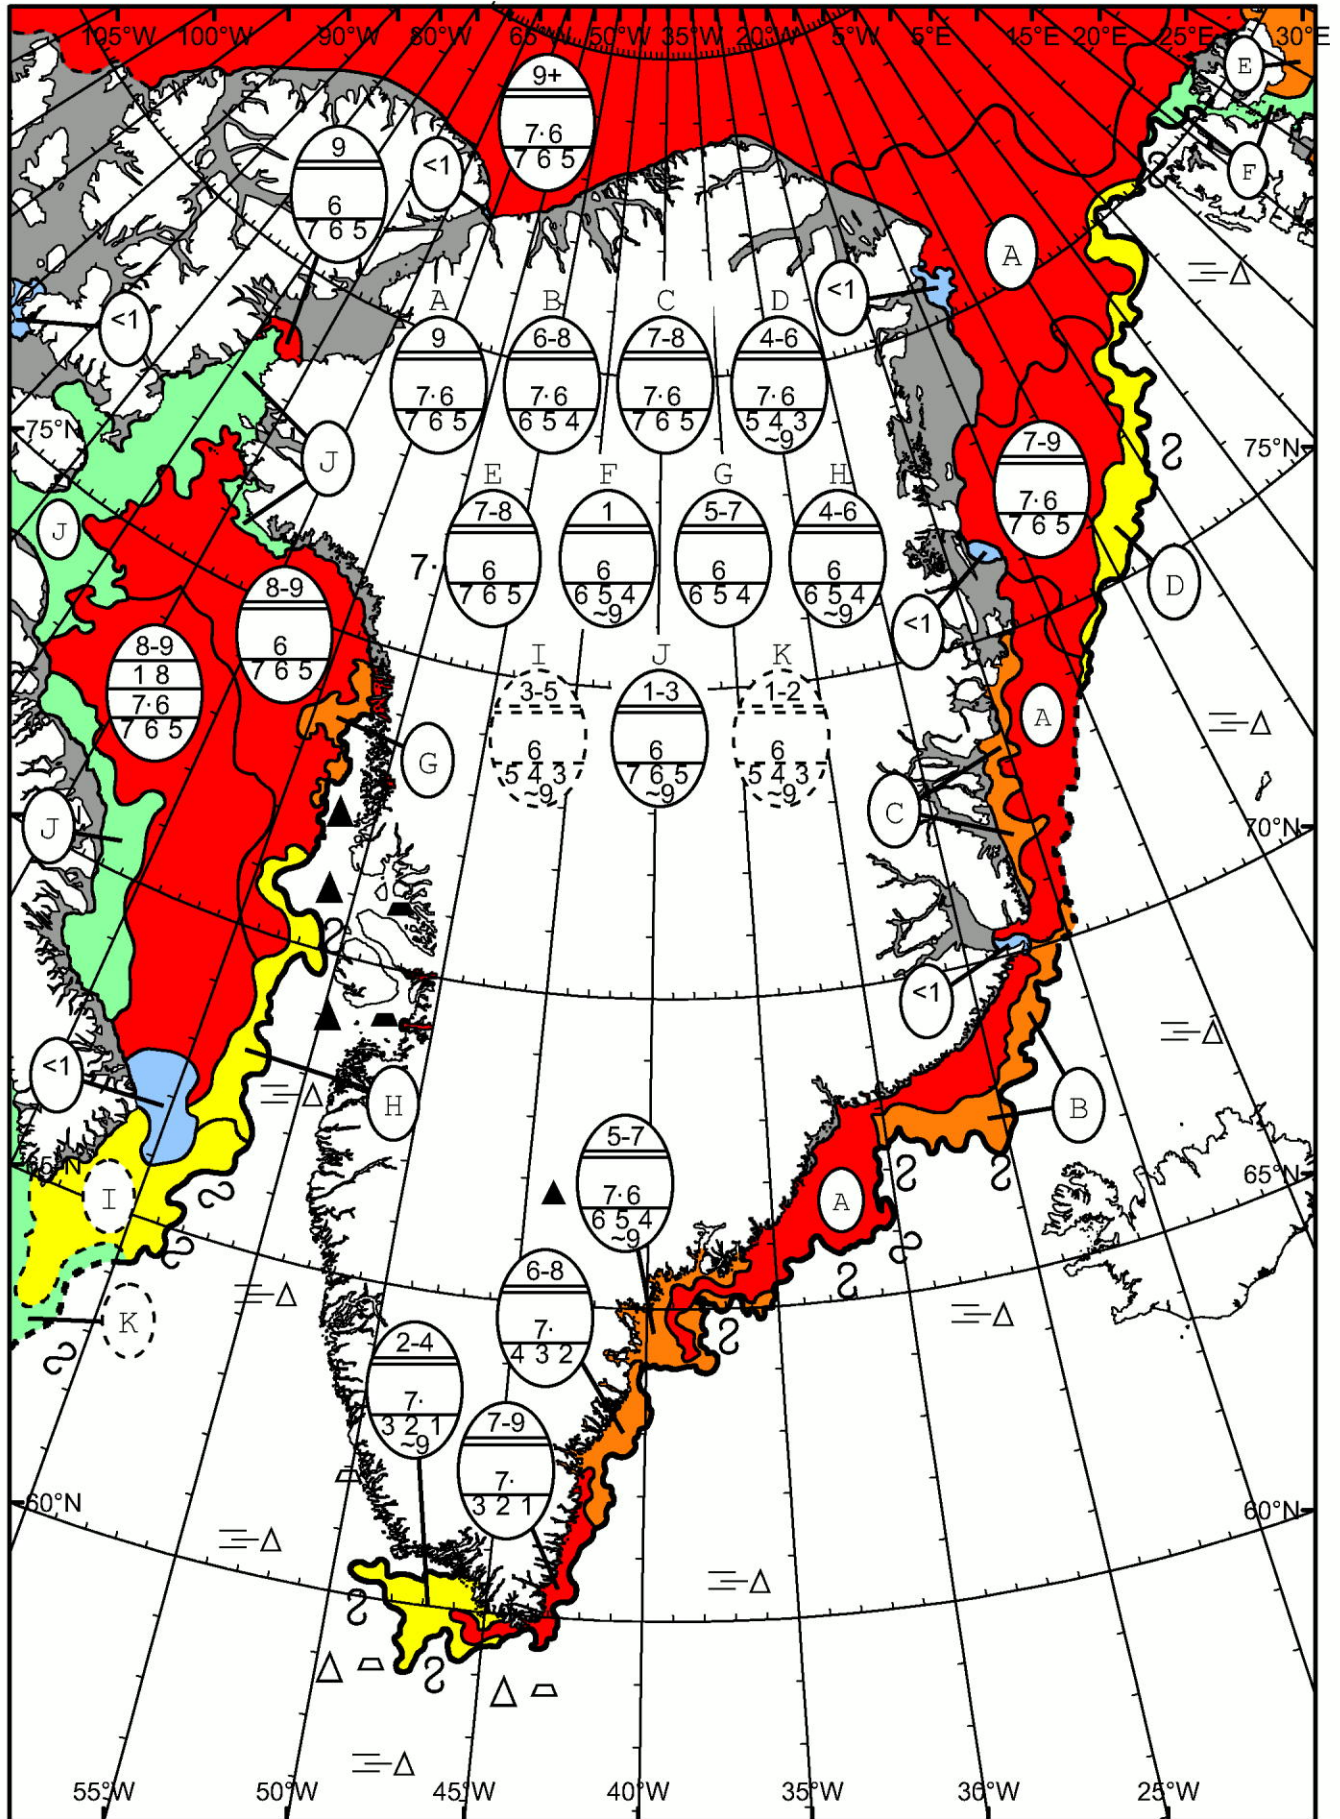 105°W 100°W 90°W 80°W 65°W 50°W 35°W 20°W 5°W 5°E 15°E 20°E 25°E 30°E
E
9+
7·6
7 6 5
9
6
7 6 5
<1
F
A
<1
<1
A B C D
9 6-8 7-8 4-6
7·6 7·6 7·6 7·6
7 6 5 6 5 4 7 6 5 5 4 3
~9
75°N
75°N
7-9
7·6
7 6 5
J
E F G H
7-8 1 5-7 4-6
7· 6 6 6 6
7 6 5 6 5 4 6 5 4 6 5 4
~9 ~9
J
D
8-9
6
7 6 5
<1
8-9
1 8
7·6
7 6 5
I J K
3-5 1-3 1-2
6 6 6
5 4 3 7 6 5 5 4 3
~9 ~9 ~9
A
G
C
J
70°N
<1
<1
H
B
5-7
7·6
6 5 4
~9
65°N
65°N
I
A
6-8
7·
4 3 2
K
2-4
7·
3 2 1
~9
7-9
7·
3 2 1
60°N
60°N
55°W 50°W 45°W 40°W 35°W 30°W 25°W